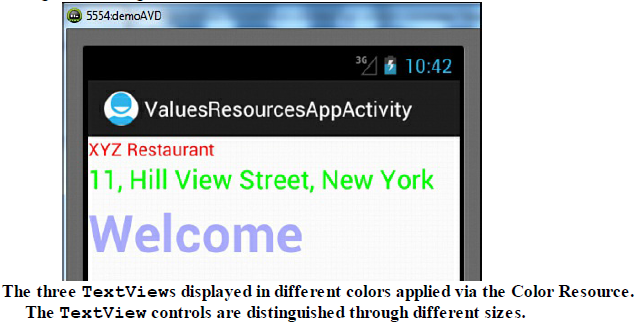 5554:demoAVD
3G 10:42
ValuesResourcesAppActivity
XYZ Restaurant
11, Hill View Street, New York
Welcome
The three TextViews displayed in different colors applied via the Color Resource.
The TextView controls are distinguished through different sizes.